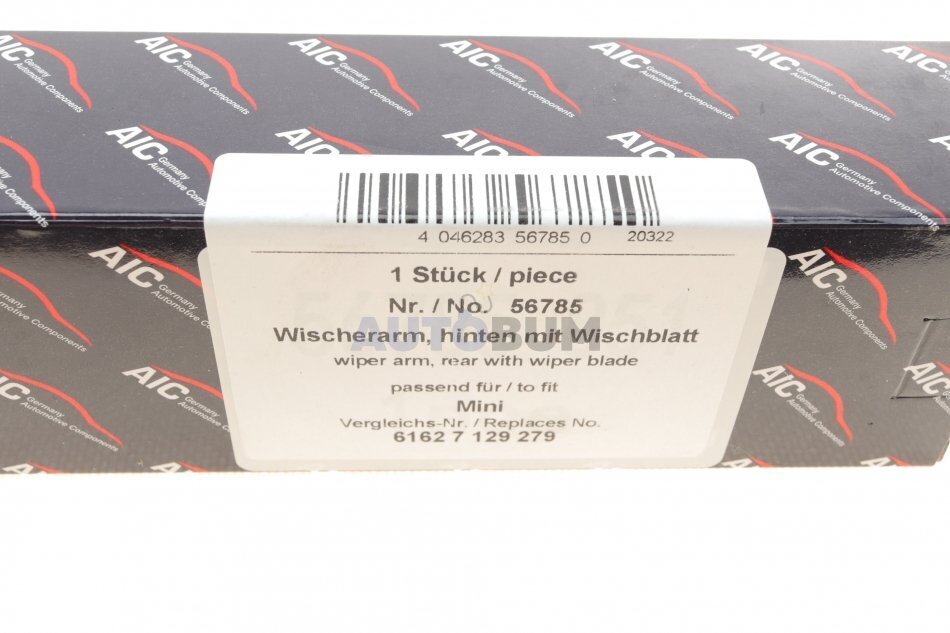 AIC
Germany
Automotive Components
4 046283 56785 0 20322
1 Stück / piece
Nr. / No. 56785
Wischerarm, hinten mit Wischblatt
AUTOBUM
wiper arm, rear with wiper blade
passend für / to fit
Mini
Vergleichs-Nr. / Replaces No.
6162 7 129 279